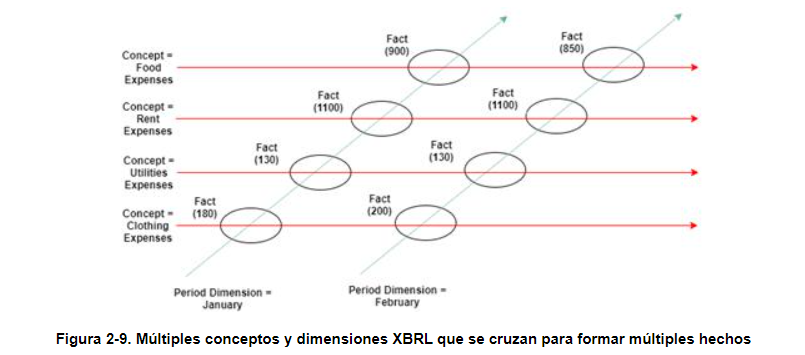 Fact
(900)
Fact
(850)
Concept =
Food
Expenses
Fact
(1100)
Fact
(1100)
Concept =
Rent
Expenses
Fact
(130)
Fact
(130)
Concept =
Utilities
Expenses
Fact
(180)
Fact
(200)
Concept =
Clothing
Expenses
Period Dimension =
January
Period Dimension =
February
Figura 2-9. Múltiples conceptos y dimensiones XBRL que se cruzan para formar múltiples hechos